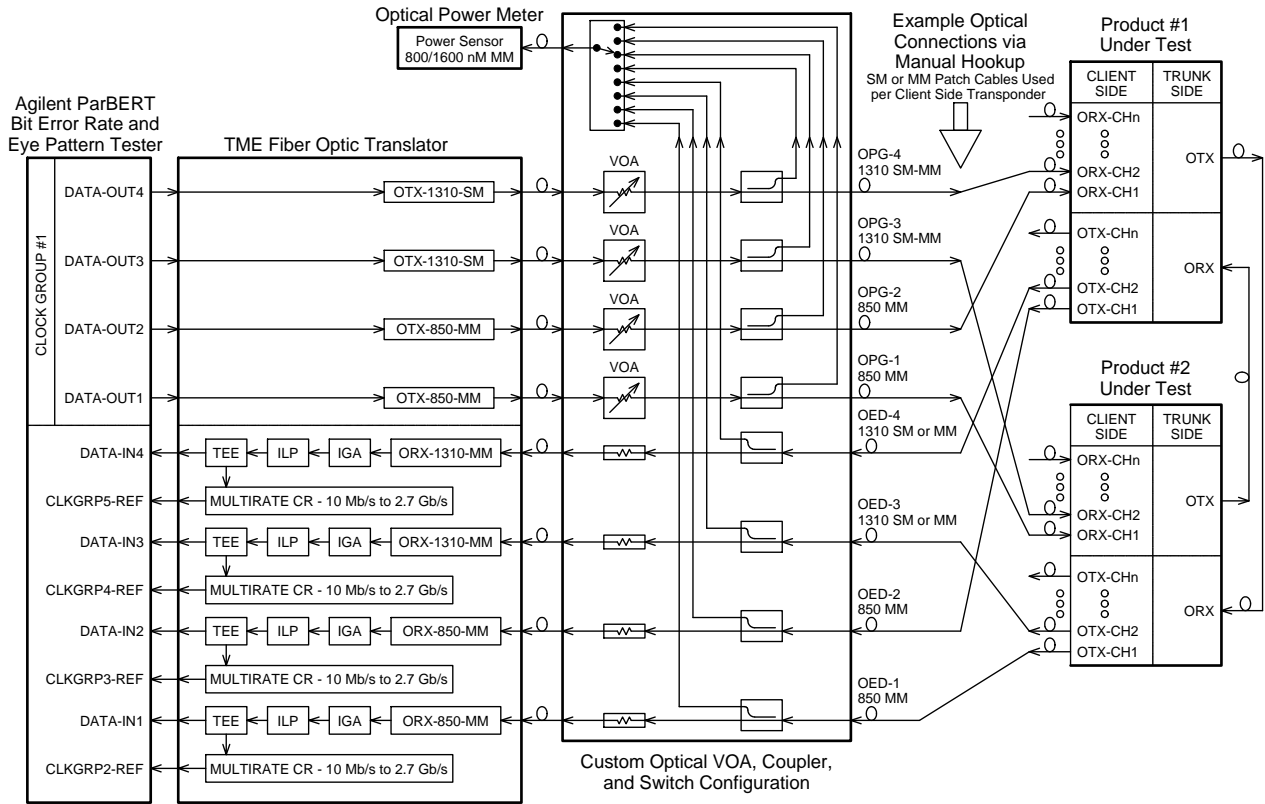 Optical Power Meter
Power Sensor
800/1600 nM MM
Example Optical
Connections via
Manual Hookup
SM or MM Patch Cables Used
per Client Side Transponder
Product #1
Under Test
CLIENT
SIDE
TRUNK
SIDE
ORX-CHn
ORX-CH2
ORX-CH1
OTX
OTX-CHn
OTX-CH2
OTX-CH1
ORX
Product #2
Under Test
CLIENT
SIDE
TRUNK
SIDE
ORX-CHn
ORX-CH2
ORX-CH1
OTX
OTX-CHn
OTX-CH2
OTX-CH1
ORX
Agilent ParBERT
Bit Error Rate and
Eye Pattern Tester
TME Fiber Optic Translator
CLOCK GROUP #1
DATA-OUT4
OTX-1310-SM
VOA
OPG-4
1310 SM-MM
DATA-OUT3
OTX-1310-SM
VOA
OPG-3
1310 SM-MM
DATA-OUT2
OTX-850-MM
VOA
OPG-2
850 MM
DATA-OUT1
OTX-850-MM
VOA
OPG-1
850 MM
DATA-IN4
TEE
ILP
IGA
ORX-1310-MM
OED-4
1310 SM or MM
CLKGRP5-REF
MULTIRATE CR - 10 Mb/s to 2.7 Gb/s
DATA-IN3
TEE
ILP
IGA
ORX-1310-MM
OED-3
1310 SM or MM
CLKGRP4-REF
MULTIRATE CR - 10 Mb/s to 2.7 Gb/s
DATA-IN2
TEE
ILP
IGA
ORX-850-MM
OED-2
850 MM
CLKGRP3-REF
MULTIRATE CR - 10 Mb/s to 2.7 Gb/s
DATA-IN1
TEE
ILP
IGA
ORX-850-MM
OED-1
850 MM
CLKGRP2-REF
MULTIRATE CR - 10 Mb/s to 2.7 Gb/s
Custom Optical VOA, Coupler,
and Switch Configuration